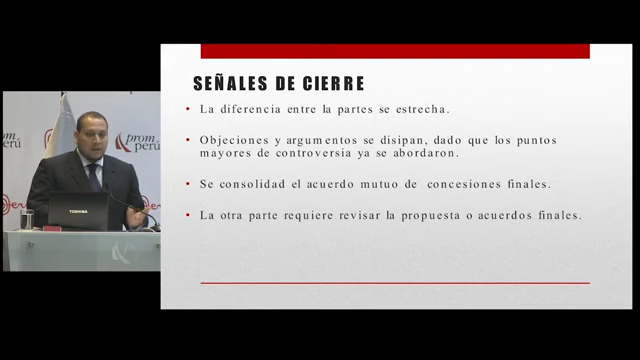 SEÑALES DE CIERRE
• La diferencia entre la partes se estrecha.
• Objeciones y argumentos se disipan, dado que los puntos
mayores de controversia ya se abordaron.
• Se consolidad el acuerdo mutuo de concesiones finales.
• La otra parte requiere revisar la propuesta o acuerdos finales.
prom
perú
prom
perú
TOSHIBA